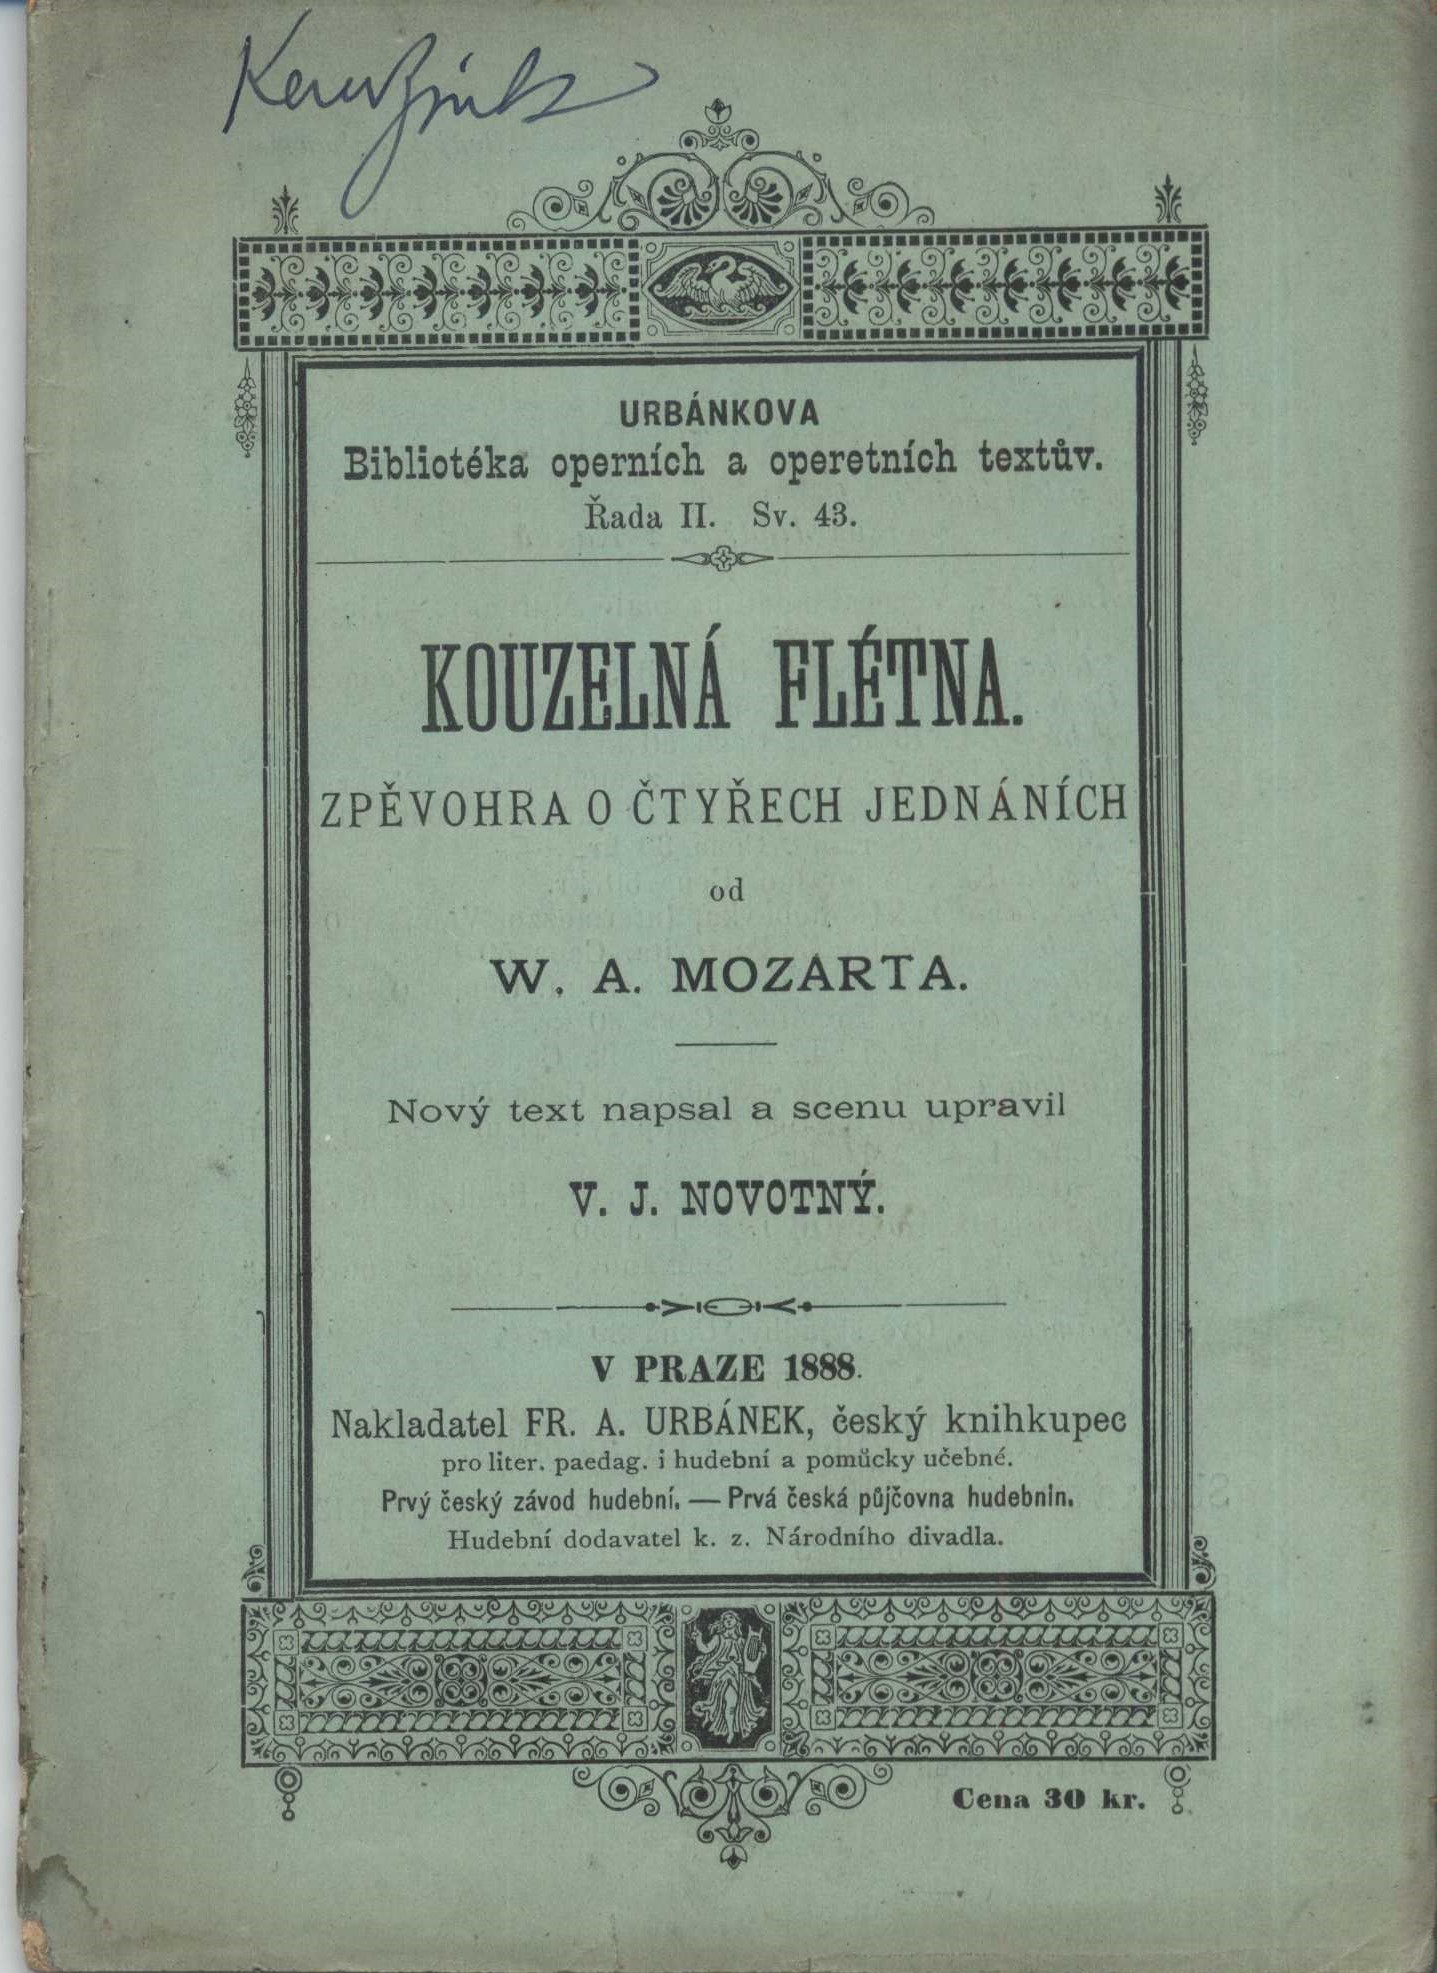 URBÁNKOVA
Bibliotéka operních a operetních textův.
Řada II. Sv. 43.
KOUZELNÁ FLÉTNA.
ZPĚVOHRA O ČTYŘECH JEDNÁNÍCH
od
W. A. MOZARTA.
Nový text napsal a scenu upravil
V. J. NOVOTNÝ.
V PRAZE 1888.
Nakladatel FR. A. URBÁNEK, český knihkupec
pro liter. paedag. i hudební a pomůcky učebné.
Prvý český závod hudební. — Prvá česká půjčovna hudebnin.
Hudební dodavatel k. z. Národního divadla.
Cena 30 kr.